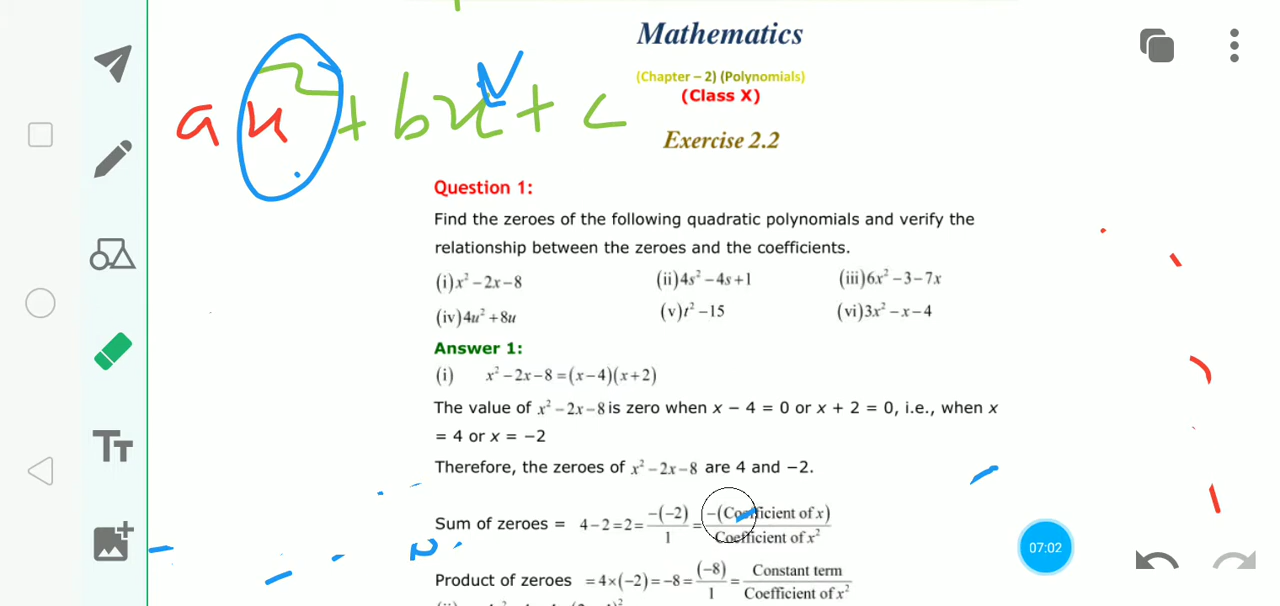 Mathematics
(Chapter – 2) (Polynomials)
(Class X)
ax² + bx + c
Exercise 2.2
Question 1:
Find the zeroes of the following quadratic polynomials and verify the
relationship between the zeroes and the coefficients.
(i) x² – 2x – 8 (ii) 4s² – 4s + 1 (iii) 6x² – 3 – 7x
(iv) 4u² + 8u (v) t² – 15 (vi) 3x² – x – 4
Answer 1:
(i) x² – 2x – 8 = (x – 4)(x + 2)
The value of x² – 2x – 8 is zero when x − 4 = 0 or x + 2 = 0, i.e., when x
= 4 or x = −2
Therefore, the zeroes of x² – 2x – 8 are 4 and −2.
Sum of zeroes = 4 – 2 = 2 = –(–2)/1 = –(Coefficient of x)/Coefficient of x²
Product of zeroes = 4×(–2) = –8 = (–8)/1 = Constant term/Coefficient of x²
07:02
TT